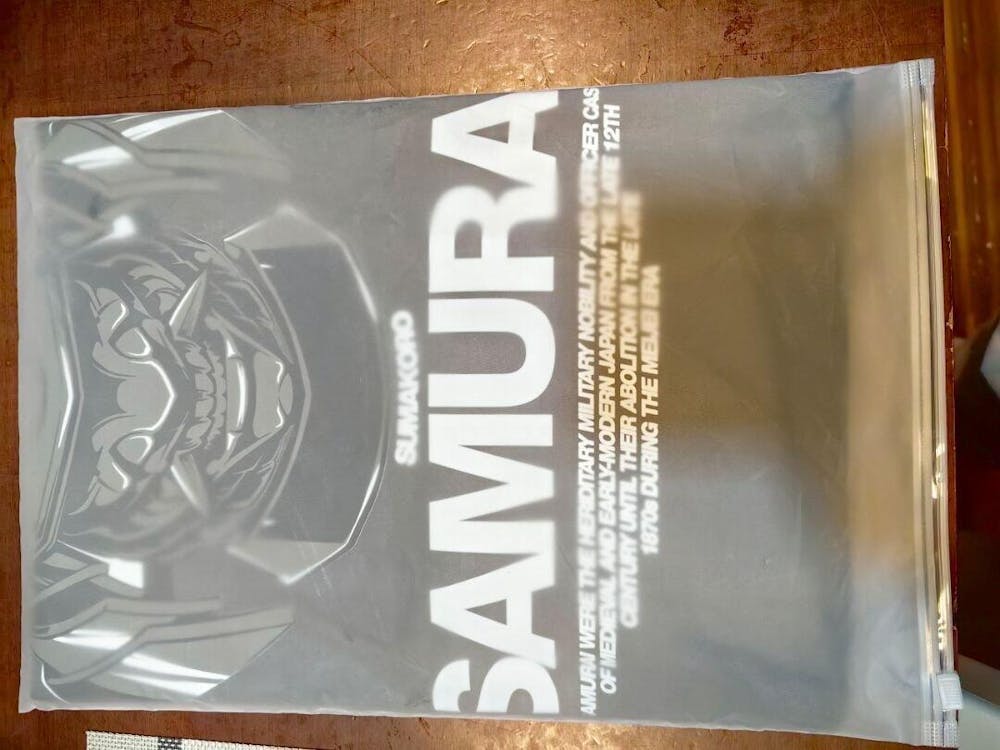 SUMAKORO
SAMURA
AMURAI WERE THE HERIDITARY MILITARY NOBILITY AND OFFICER CAS
OF MEDIEVAL AND EARLY-MODERN JAPAN FROM THE LATE 12TH
CENTURY UNTIL THEIR ABOLITION IN THE LATE
1870s DURING THE MEIJI ERA